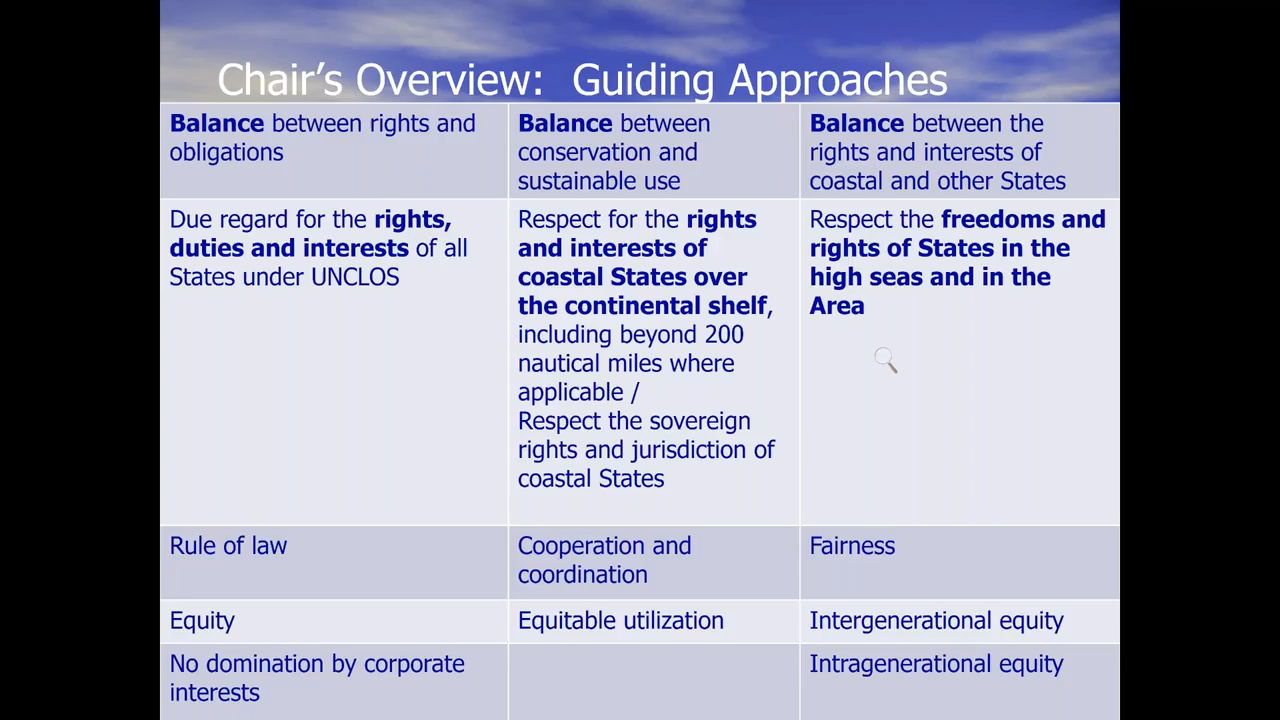 Chair’s Overview: Guiding Approaches
Balance between rights and
obligations
Balance between
conservation and
sustainable use
Balance between the
rights and interests of
coastal and other States
Due regard for the rights,
duties and interests of all
States under UNCLOS
Respect for the rights
and interests of
coastal States over
the continental shelf,
including beyond 200
nautical miles where
applicable /
Respect the sovereign
rights and jurisdiction of
coastal States
Respect the freedoms and
rights of States in the
high seas and in the
Area
Rule of law
Cooperation and
coordination
Fairness
Equity
Equitable utilization
Intergenerational equity
No domination by corporate
interests
Intragenerational equity